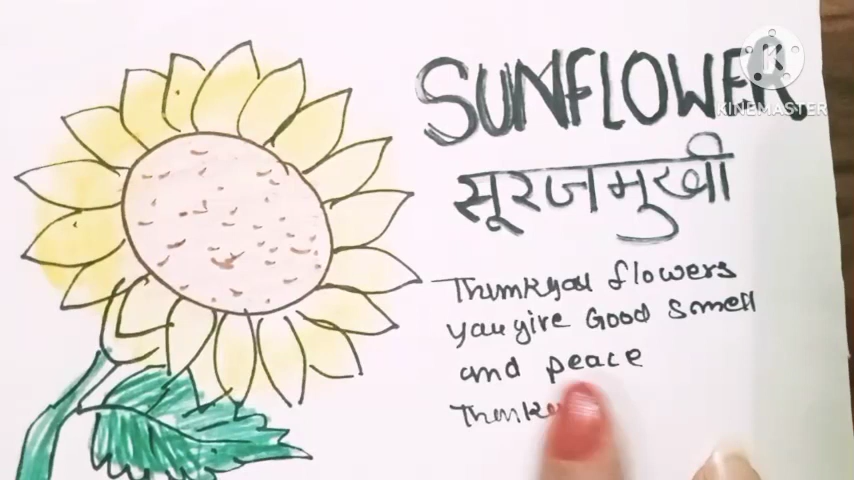 SUNFLOWER
KINEMASTER
सूरजमुखी
Thankyou flowers
you give Good smell
and peace